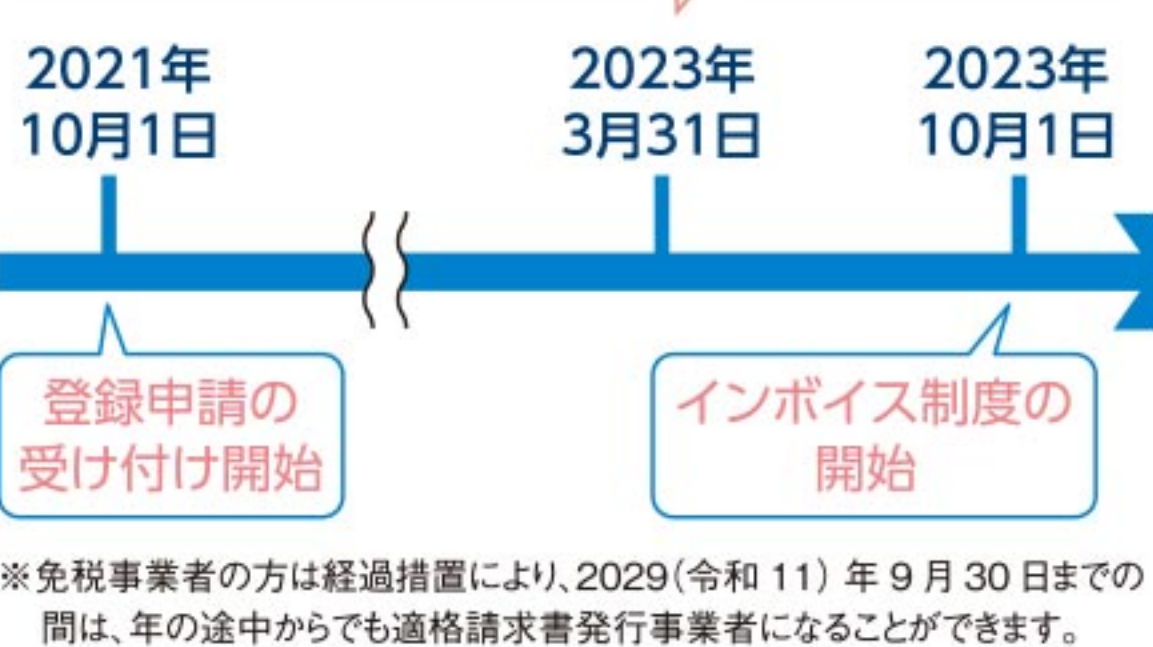 2021年
10月1日
2023年
3月31日
2023年
10月1日
登録申請の
受け付け開始
インボイス制度の
開始
※免税事業者の方は経過措置により、2029(令和11)年9月30日までの
間は、年の途中からでも適格請求書発行事業者になることができます。